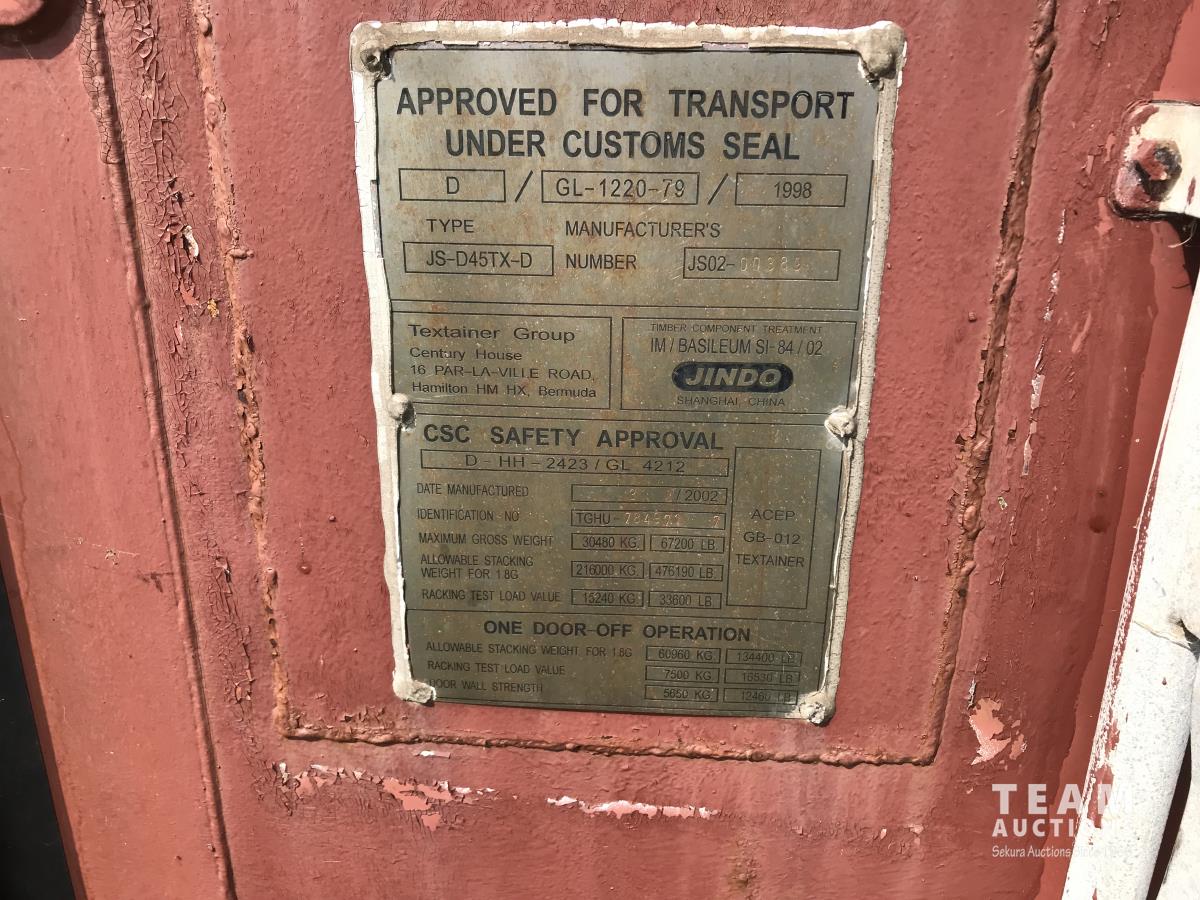 APPROVED FOR TRANSPORT
UNDER CUSTOMS SEAL
D / GL-1220-79 / 1998
TYPE MANUFACTURER'S
JS-D45TX-D NUMBER JS02-
Textainer Group
Century House
16 PAR-LA-VILLE ROAD,
Hamilton HM HX, Bermuda
TIMBER COMPONENT TREATMENT
IM / BASILEUM SI-84 / 02
JINDO
SHANGHAI, CHINA
CSC SAFETY APPROVAL
D-HH-2423/GL 4212
DATE MANUFACTURED / 2002
IDENTIFICATION NO TGHU-
MAXIMUM GROSS WEIGHT 30480 KG. 67200 LB.
ALLOWABLE STACKING
WEIGHT FOR 1.8G 216000 KG. 476190 LB.
RACKING TEST LOAD VALUE 15240 KG 33600 LB
ACEP
GB-012
TEXTAINER
ONE DOOR-OFF OPERATION
ALLOWABLE STACKING WEIGHT FOR 1.8G 60960 KG. 134400 LB
RACKING TEST LOAD VALUE 7500 KG 16530 LB
DOOR WALL STRENGTH 5650 KG 12460 LB
TEAM
AUCTION
Sekura Auctions